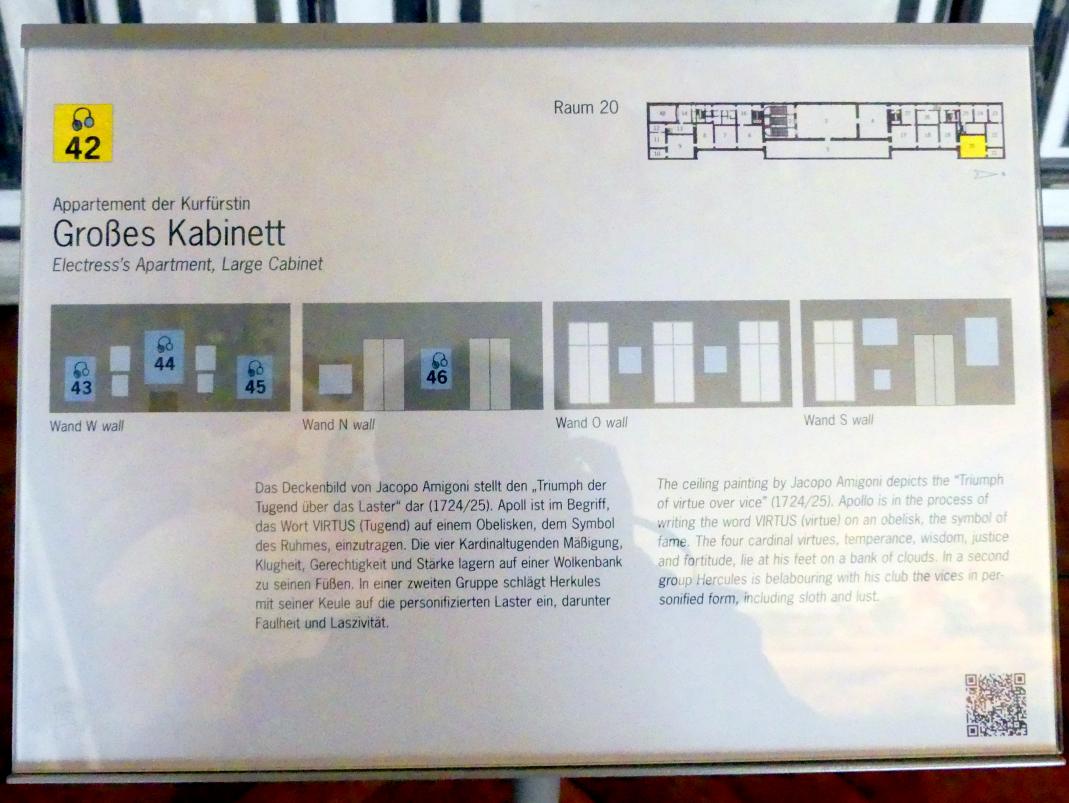 42
Raum 20
Appartement der Kurfürstin
Großes Kabinett
Electress's Apartment, Large Cabinet
43
44
45
46
Wand W wall
Wand N wall
Wand O wall
Wand S wall
Das Deckenbild von Jacopo Amigoni stellt den „Triumph der
Tugend über das Laster“ dar (1724/25). Apoll ist im Begriff,
das Wort VIRTUS (Tugend) auf einem Obelisken, dem Symbol
des Ruhmes, einzutragen. Die vier Kardinaltugenden Mäßigung,
Klugheit, Gerechtigkeit und Stärke lagern auf einer Wolkenbank
zu seinen Füßen. In einer zweiten Gruppe schlägt Herkules
mit seiner Keule auf die personifizierten Laster ein, darunter
Faulheit und Laszivität.
The ceiling painting by Jacopo Amigoni depicts the "Triumph
of virtue over vice" (1724/25). Apollo is in the process of
writing the word VIRTUS (virtue) on an obelisk, the symbol of
fame. The four cardinal virtues, temperance, wisdom, justice
and fortitude, lie at his feet on a bank of clouds. In a second
group Hercules is belabouring with his club the vices in per-
sonified form, including sloth and lust.